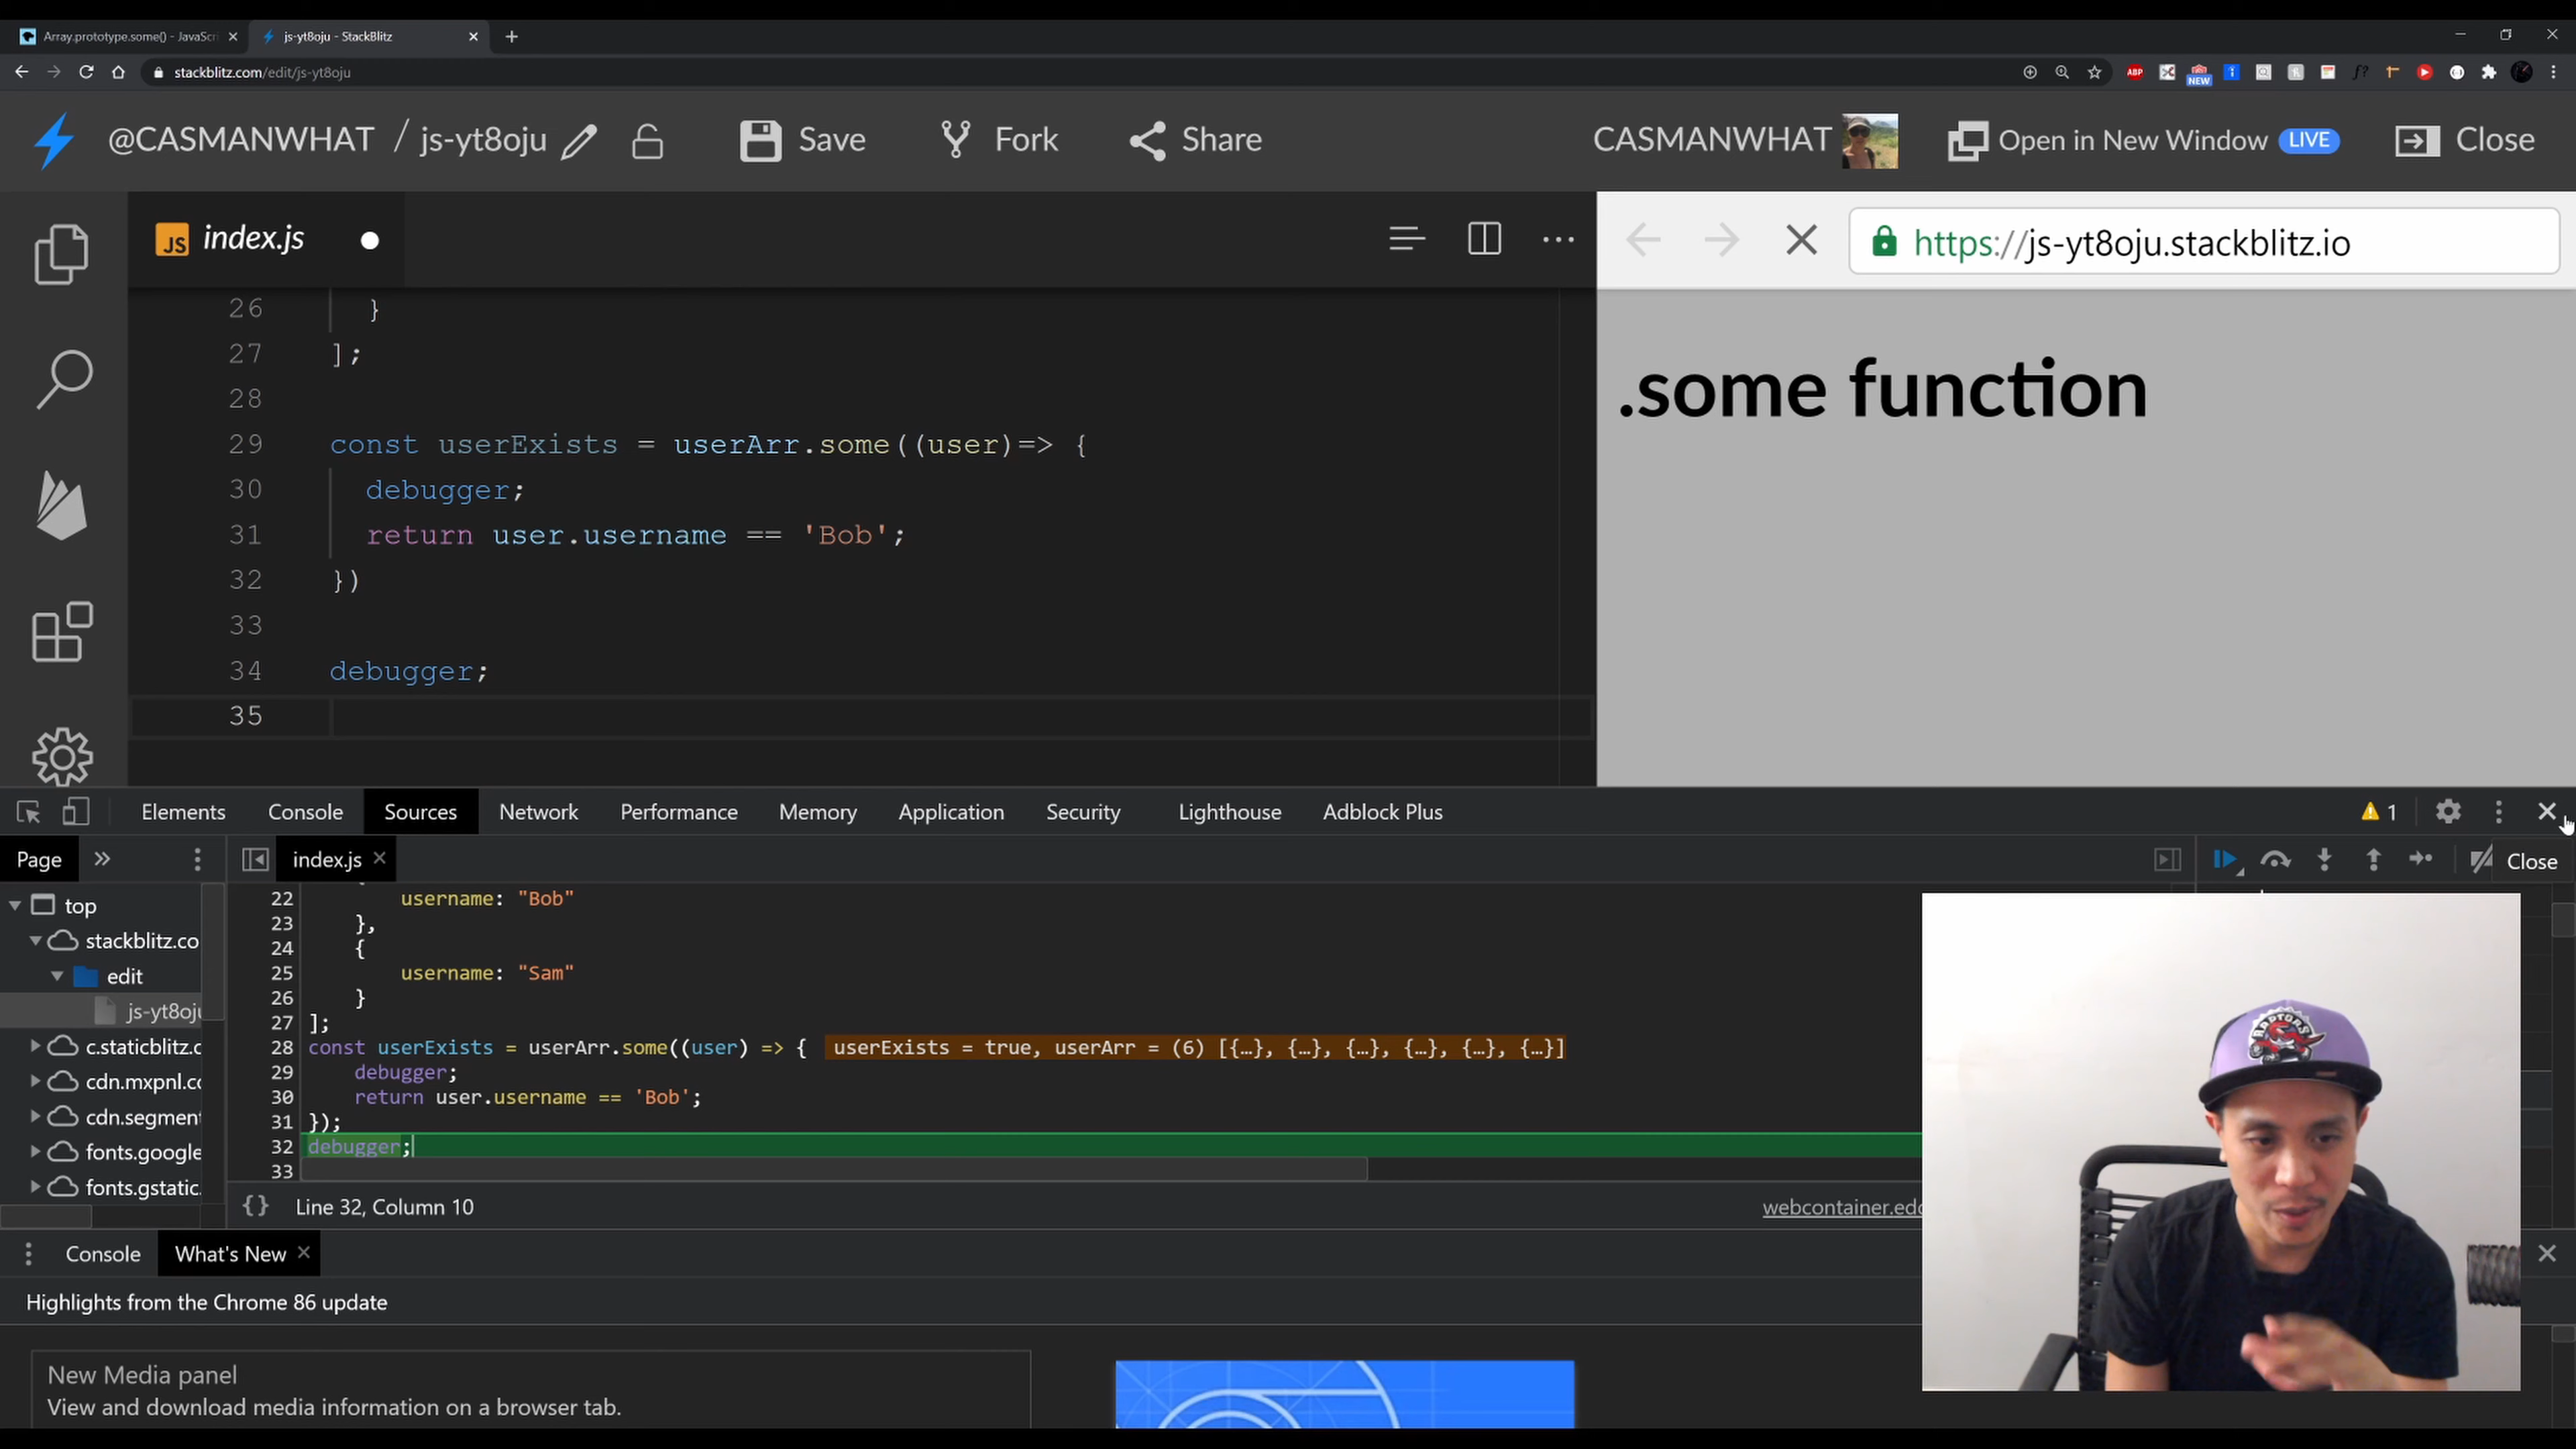 Array.prototype.some() - JavaScri
js-yt8oju - StackBlitz
stackblitz.com/edit/js-yt8oju
ABP
NEW
@CASMANWHAT / js-yt8oju
Save
Fork
Share
CASMANWHAT
Open in New Window
LIVE
Close
JS index.js
https://js-yt8oju.stackblitz.io
.some function
26 }
27 ];
28
29 const userExists = userArr.some((user)=> {
30 debugger;
31 return user.username == 'Bob';
32 })
33
34 debugger;
35
Elements Console Sources Network Performance Memory Application Security Lighthouse Adblock Plus
1
Page
index.js
Close
top
stackblitz.co
edit
js-yt8oju
c.staticblitz.c
cdn.mxpnl.co
cdn.segment
fonts.google
fonts.gstatic.
22 username: "Bob"
23 },
24 {
25 username: "Sam"
26 }
27 ];
28 const userExists = userArr.some((user) => { userExists = true, userArr = (6) [{…}, {…}, {…}, {…}, {…}, {…}]
29 debugger;
30 return user.username == 'Bob';
31 });
32 debugger;
33
{} Line 32, Column 10
webcontainer.edc
Console
What's New
Highlights from the Chrome 86 update
New Media panel
View and download media information on a browser tab.
RAPTORS